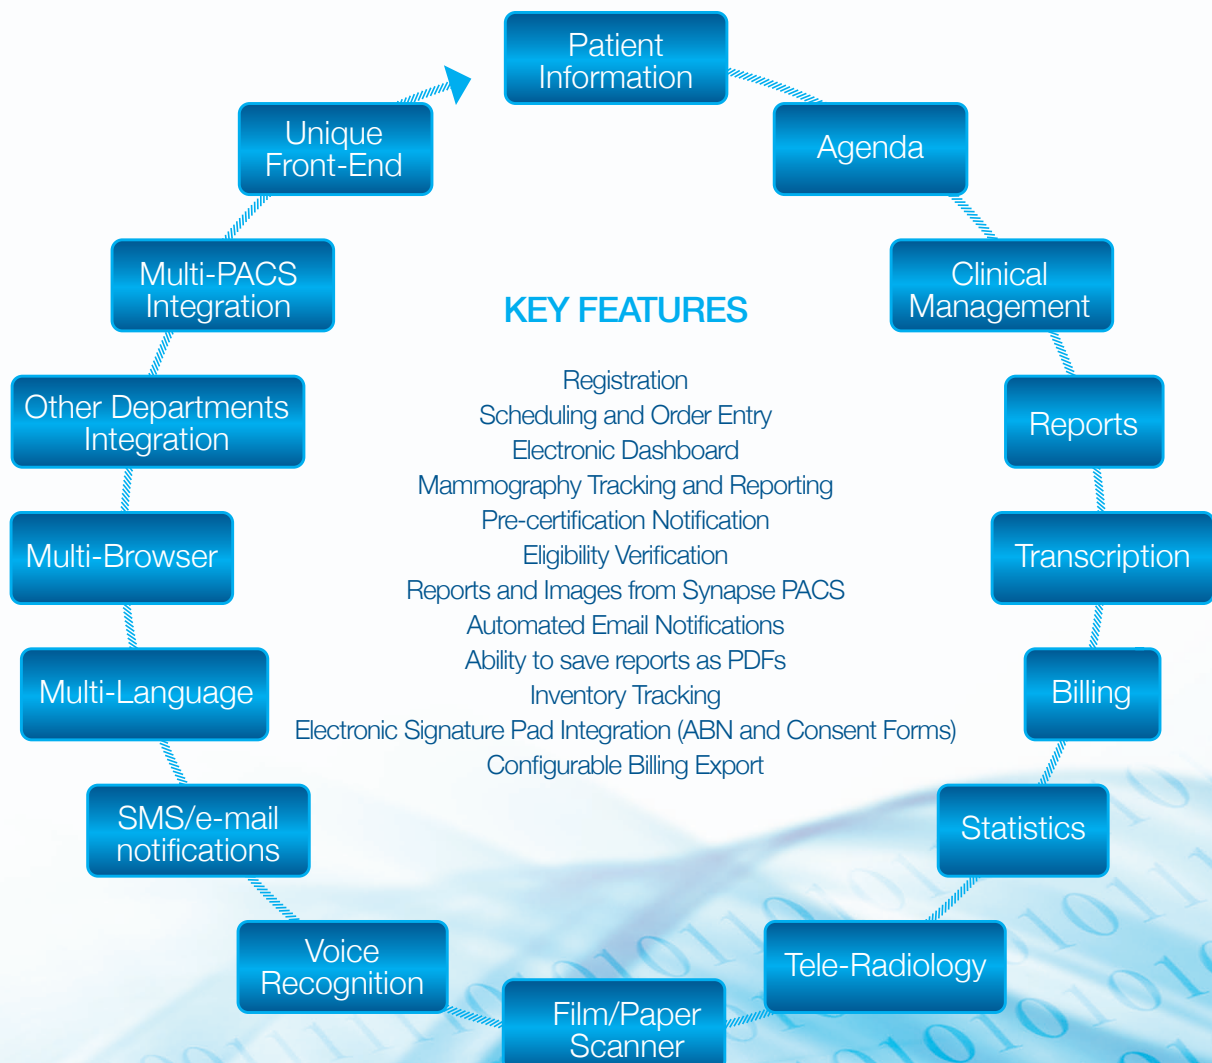 Patient
Information
Agenda
Clinical
Management
Reports
Transcription
Billing
Statistics
Tele-Radiology
Film/Paper
Scanner
Voice
Recognition
SMS/e-mail
notifications
Multi-Language
Multi-Browser
Other Departments
Integration
Multi-PACS
Integration
Unique
Front-End
KEY FEATURES
Registration
Scheduling and Order Entry
Electronic Dashboard
Mammography Tracking and Reporting
Pre-certification Notification
Eligibility Verification
Reports and Images from Synapse PACS
Automated Email Notifications
Ability to save reports as PDFs
Inventory Tracking
Electronic Signature Pad Integration (ABN and Consent Forms)
Configurable Billing Export